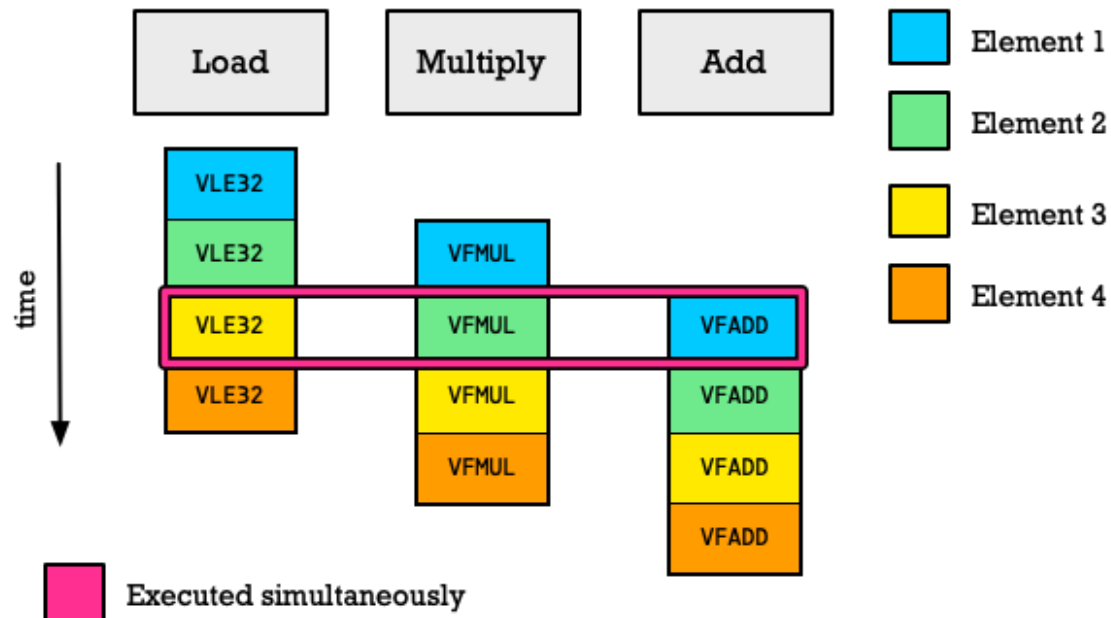 Load Multiply Add
Element 1
Element 2
Element 3
Element 4
time
VLE32
VLE32 VFMUL
VLE32 VFMUL VFADD
VLE32 VFMUL VFADD
VFMUL VFADD
VFADD
Executed simultaneously